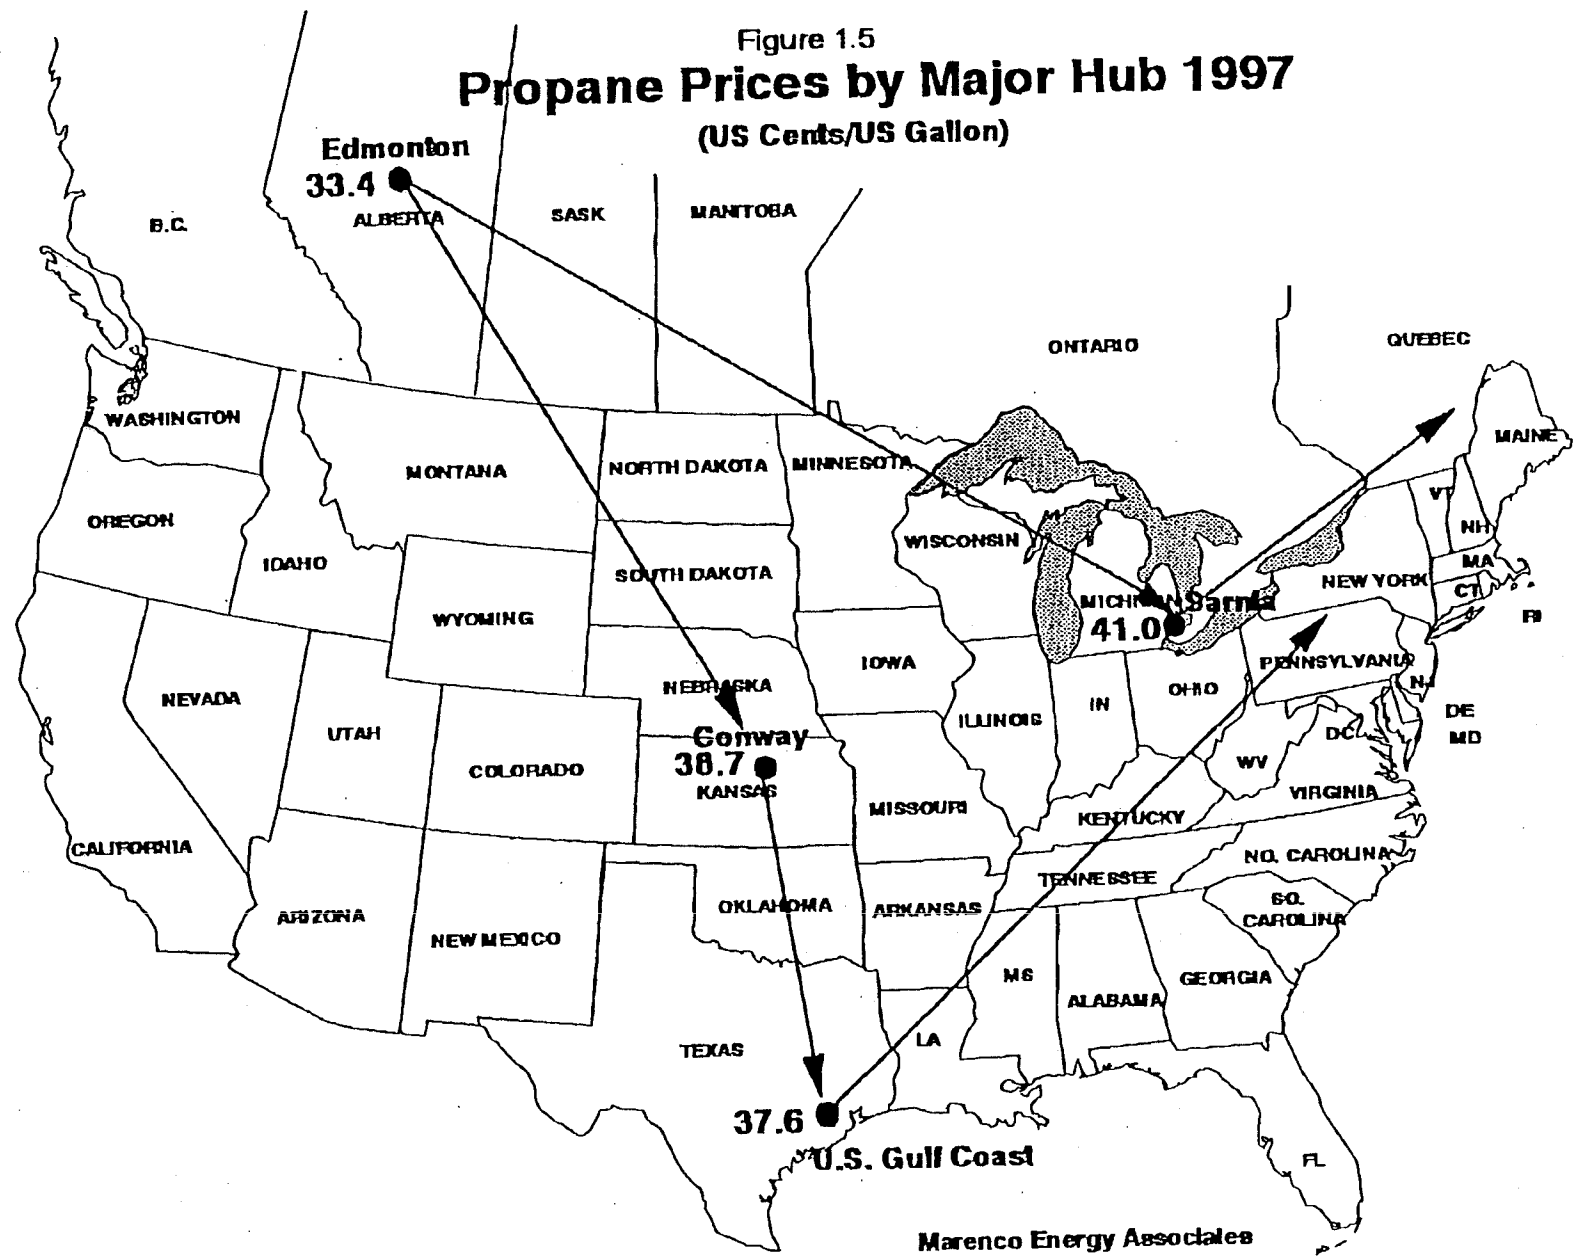 Figure 1.5
Propane Prices by Major Hub 1997
(US Cents/US Gallon)
Edmonton
33.4
ALBERTA
B.C.
SASK
MANITOBA
ONTARIO
QUEBEC
WASHINGTON
MONTANA
NORTH DAKOTA
MINNESOTA
MAINE
VT
NH
OREGON
IDAHO
WISCONSIN
MI
SOUTH DAKOTA
MA
NEW YORK
CT
RI
WYOMING
MICHIGAN
Sarnia
41.0
IOWA
PENNSYLVANIA
NJ
NEBRASKA
OHIO
NEVADA
IN
ILLINOIS
DE
UTAH
DC
MD
Conway
38.7
COLORADO
WV
KANSAS
VIRGINIA
MISSOURI
KENTUCKY
CALIFORNIA
NO. CAROLINA
TENNESSEE
SO.
CAROLINA
OKLAHOMA
ARKANSAS
ARIZONA
NEW MEXICO
MS
GEORGIA
ALABAMA
LA
TEXAS
37.6
U.S. Gulf Coast
FL
Marenco Energy Associates